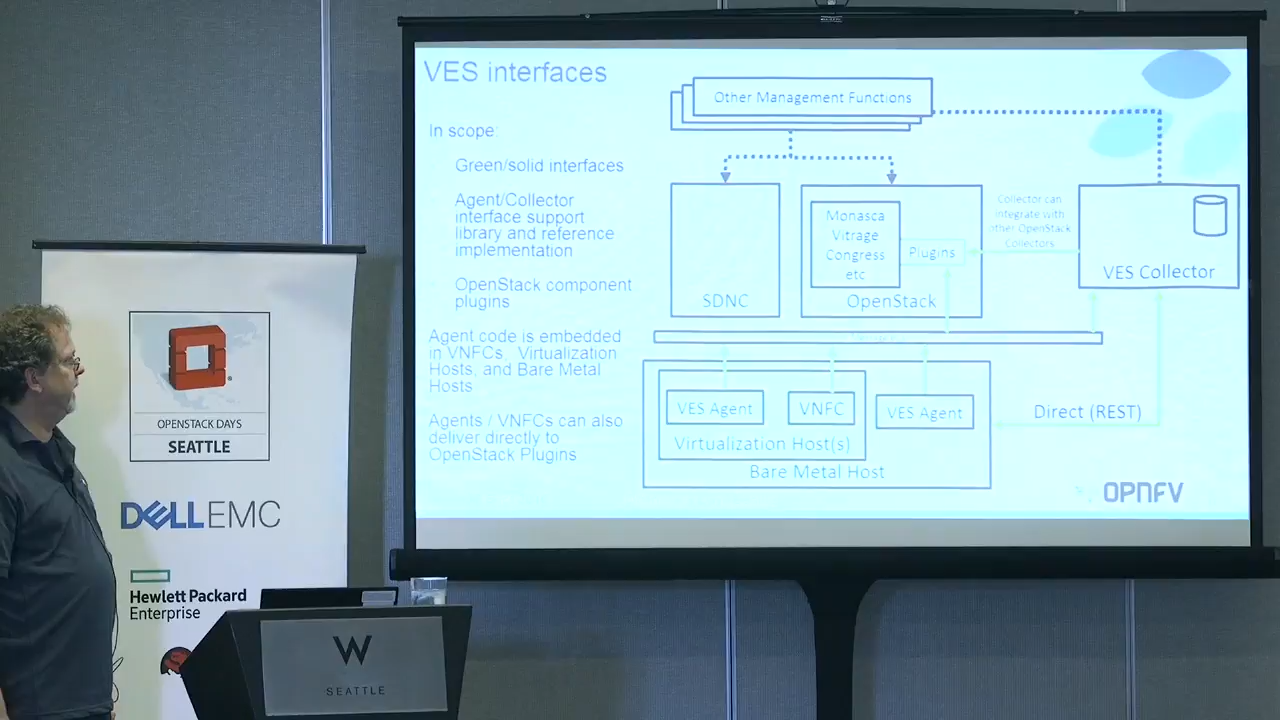 VES interfaces
In scope:
Green/solid interfaces
Agent/Collector
interface support
library and reference
implementation
OpenStack component
plugins
Agent code is embedded
in VNFCs, Virtualization
Hosts, and Bare Metal
Hosts
Agents / VNFCs can also
deliver directly to
OpenStack Plugins
Other Management Functions
SDNC
Monasca
Vitrage
Congress
etc
Plugins
OpenStack
Collector can
integrate with
other OpenStack
Collectors
VES Collector
VES Agent
VNFC
VES Agent
Virtualization Host(s)
Bare Metal Host
Direct (REST)
OPNFV
OPENSTACK DAYS
SEATTLE
DELL EMC
Hewlett Packard
Enterprise
W
SEATTLE